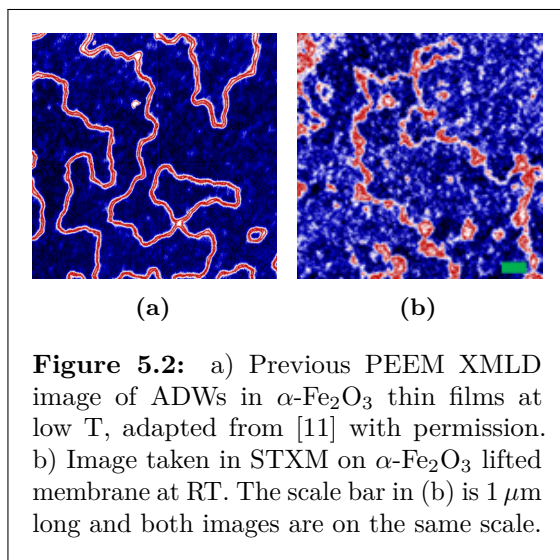 (a) (b)
Figure 5.2: a) Previous PEEM XMLD
image of ADWs in α-Fe₂O₃ thin films at
low T, adapted from [11] with permission.
b) Image taken in STXM on α-Fe₂O₃ lifted
membrane at RT. The scale bar in (b) is 1 μm
long and both images are on the same scale.